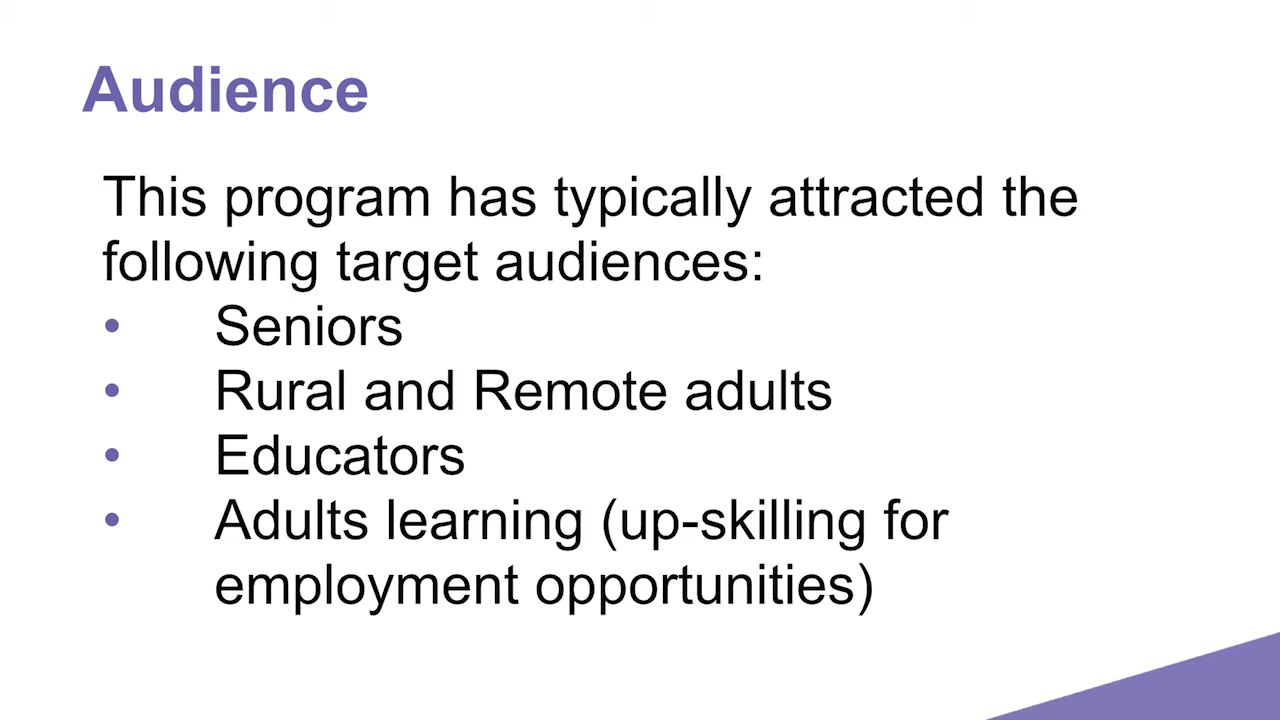 Audience
This program has typically attracted the
following target audiences:
• Seniors
• Rural and Remote adults
• Educators
• Adults learning (up-skilling for
employment opportunities)